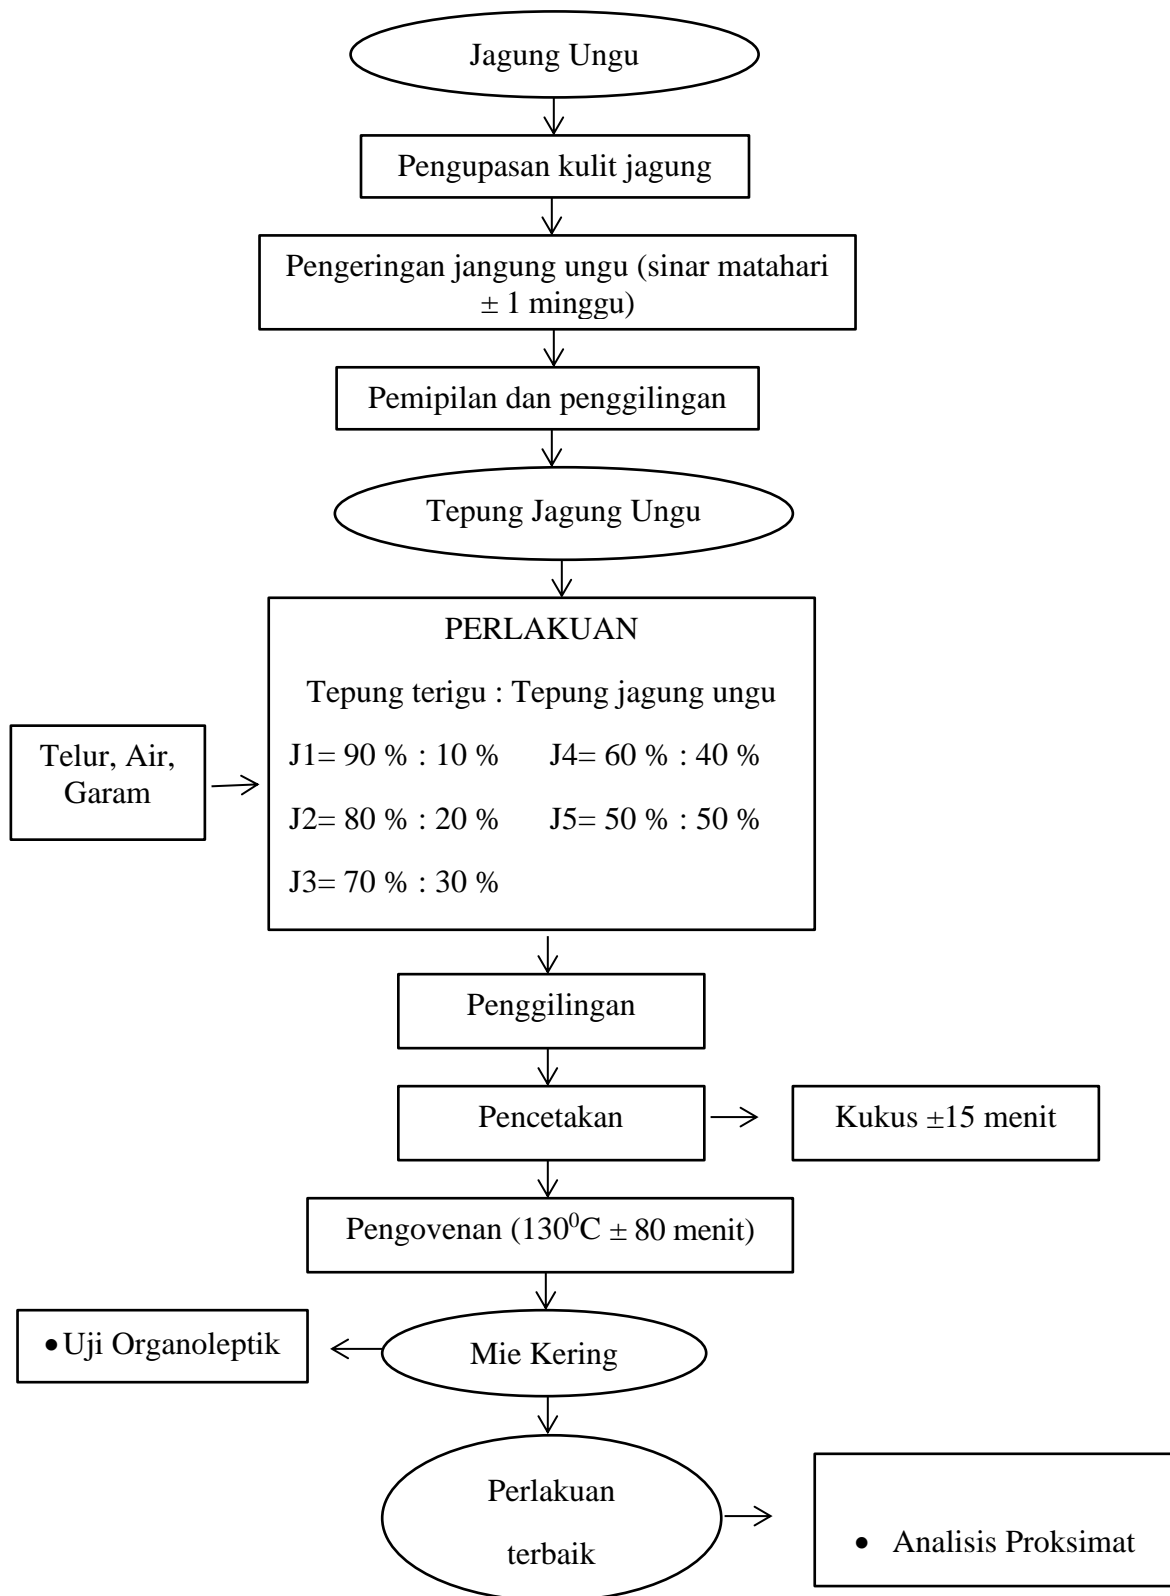 Jagung Ungu
Pengupasan kulit jagung
Pengeringan jangung ungu (sinar matahari
± 1 minggu)
Pemipilan dan penggilingan
Tepung Jagung Ungu
PERLAKUAN
Tepung terigu : Tepung jagung ungu
Telur, Air,
Garam
J1= 90 % : 10 % J4= 60 % : 40 %
J2= 80 % : 20 % J5= 50 % : 50 %
J3= 70 % : 30 %
Penggilingan
Pencetakan
Kukus ±15 menit
Pengovenan (130⁰C ± 80 menit)
• Uji Organoleptik
Mie Kering
Perlakuan
terbaik
• Analisis Proksimat